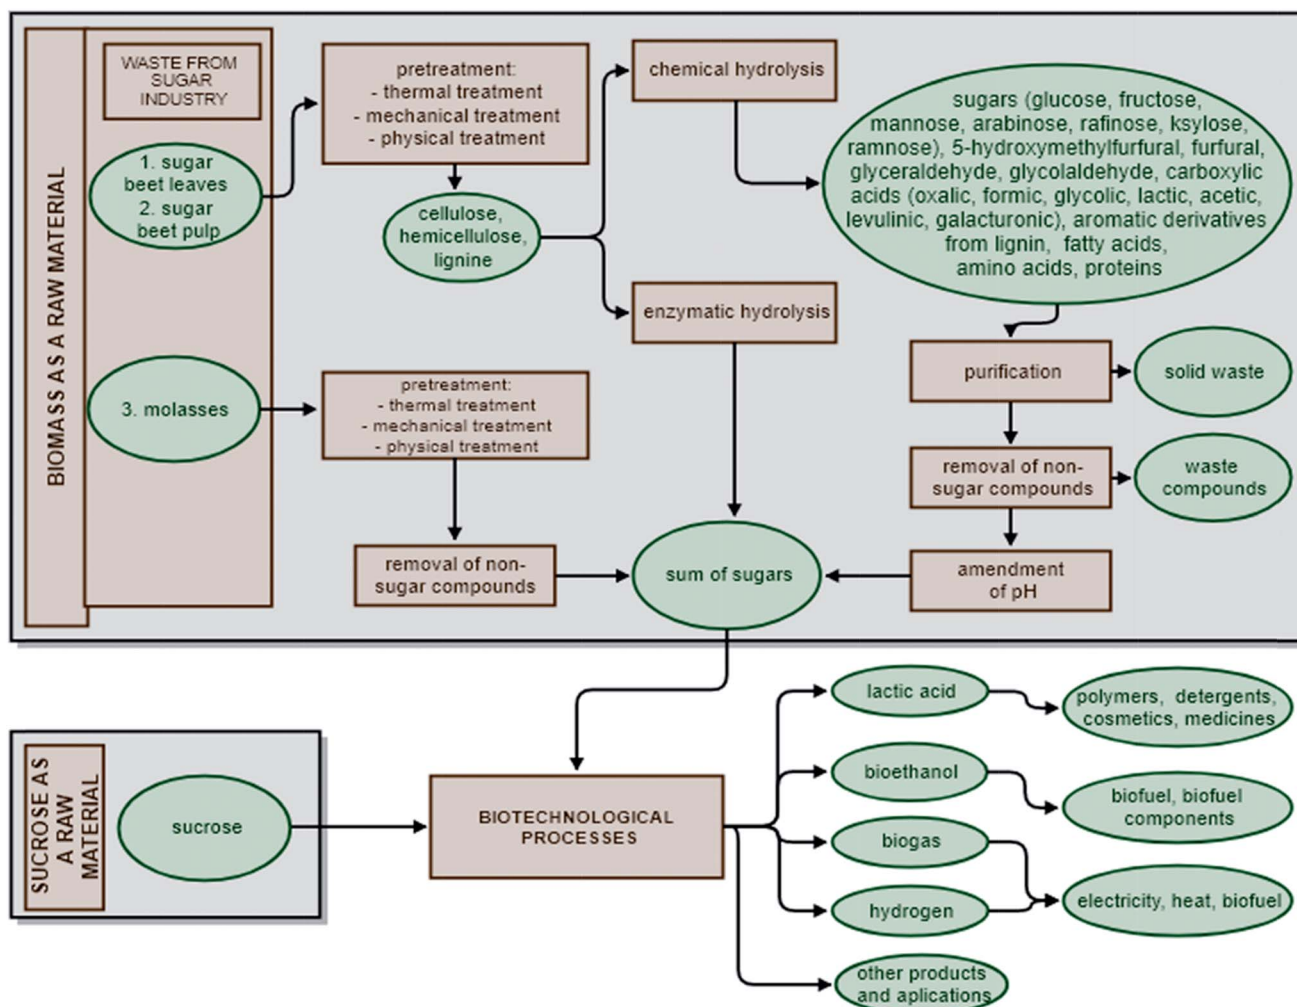 BIOMASS AS A RAW MATERIAL
WASTE FROM
SUGAR
INDUSTRY
1. sugar
beet leaves
2. sugar
beet pulp
3. molasses
pretreatment:
- thermal treatment
- mechanical treatment
- physical treatment
cellulose,
hemicellulose,
lignine
chemical hydrolysis
enzymatic hydrolysis
sugars (glucose, fructose,
mannose, arabinose, rafinose, ksylose,
ramnose), 5-hydroxymethylfurfural, furfural,
glyceraldehyde, glycolaldehyde, carboxylic
acids (oxalic, formic, glycolic, lactic, acetic,
levulinic, galacturonic), aromatic derivatives
from lignin, fatty acids,
amino acids, proteins
purification
solid waste
removal of non-
sugar compounds
waste
compounds
amendment
of pH
pretreatment:
- thermal treatment
- mechanical treatment
- physical treatment
removal of non-
sugar compounds
sum of sugars
SUCROSE AS
A RAW
MATERIAL
sucrose
BIOTECHNOLOGICAL
PROCESSES
lactic acid
polymers, detergents,
cosmetics, medicines
bioethanol
biofuel, biofuel
components
biogas
hydrogen
electricity, heat, biofuel
other products
and aplications